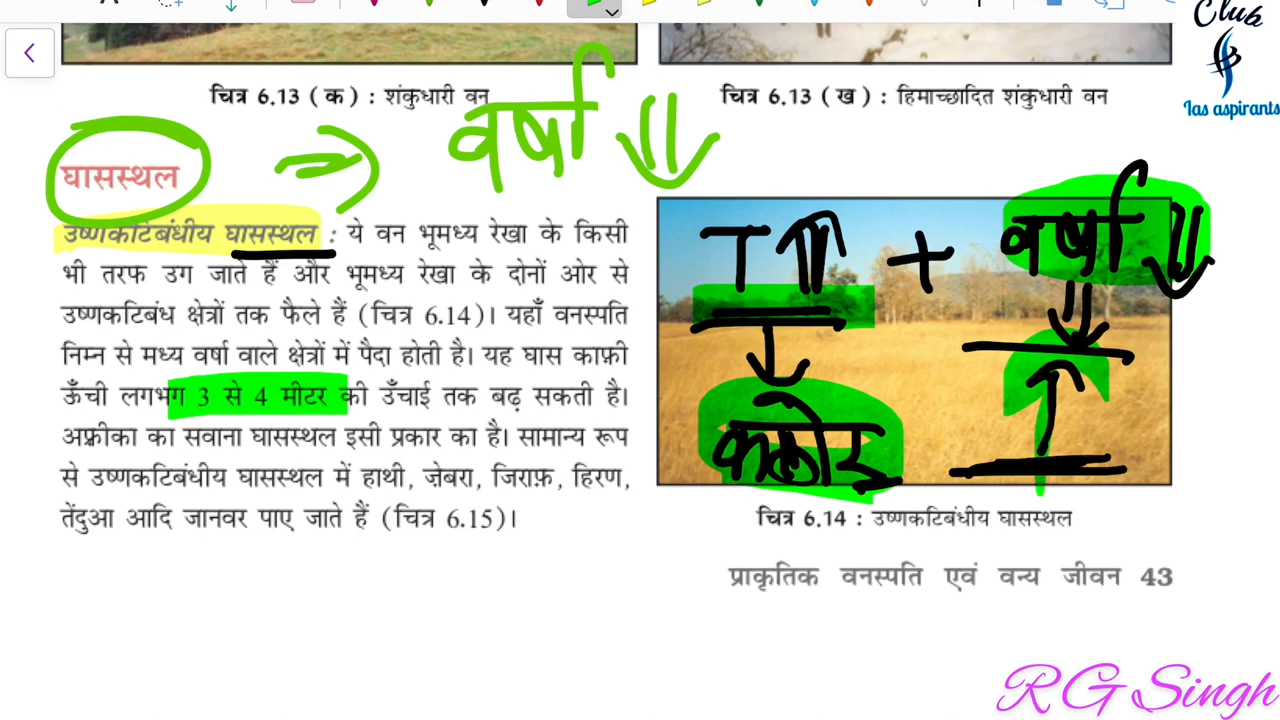 Club
Ias aspirants
चित्र 6.13 (क) : शंकुधारी वन
चित्र 6.13 (ख) : हिमाच्छादित शंकुधारी वन
वर्षा
घासस्थल
उष्णकटिबंधीय घासस्थल : ये वन भूमध्य रेखा के किसी
भी तरफ उग जाते हैं और भूमध्य रेखा के दोनों ओर से
उष्णकटिबंध क्षेत्रों तक फैले हैं (चित्र 6.14)। यहाँ वनस्पति
निम्न से मध्य वर्षा वाले क्षेत्रों में पैदा होती है। यह घास काफ़ी
ऊँची लगभग 3 से 4 मीटर की उँचाई तक बढ़ सकती है।
अफ़्रीका का सवाना घासस्थल इसी प्रकार का है। सामान्य रूप
से उष्णकटिबंधीय घासस्थल में हाथी, ज़ेबरा, जिराफ़, हिरण,
तेंदुआ आदि जानवर पाए जाते हैं (चित्र 6.15)।
T + वर्षा
चित्र 6.14 : उष्णकटिबंधीय घासस्थल
प्राकृतिक वनस्पति एवं वन्य जीवन 43
RG Singh